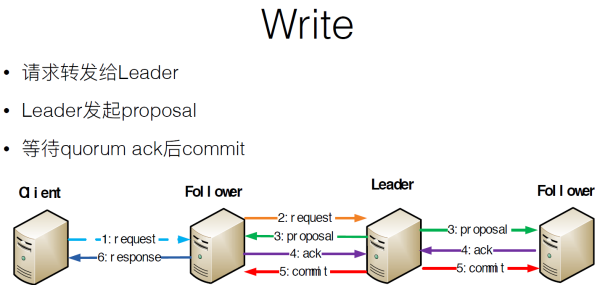 Write
• 请求转发给Leader
• Leader发起proposal
• 等待quorum ack后commit
Client
Follower
Leader
Follower
1: request
6: response
2: request
3: proposal
4: ack
5: commit
3: proposal
4: ack
5: commit